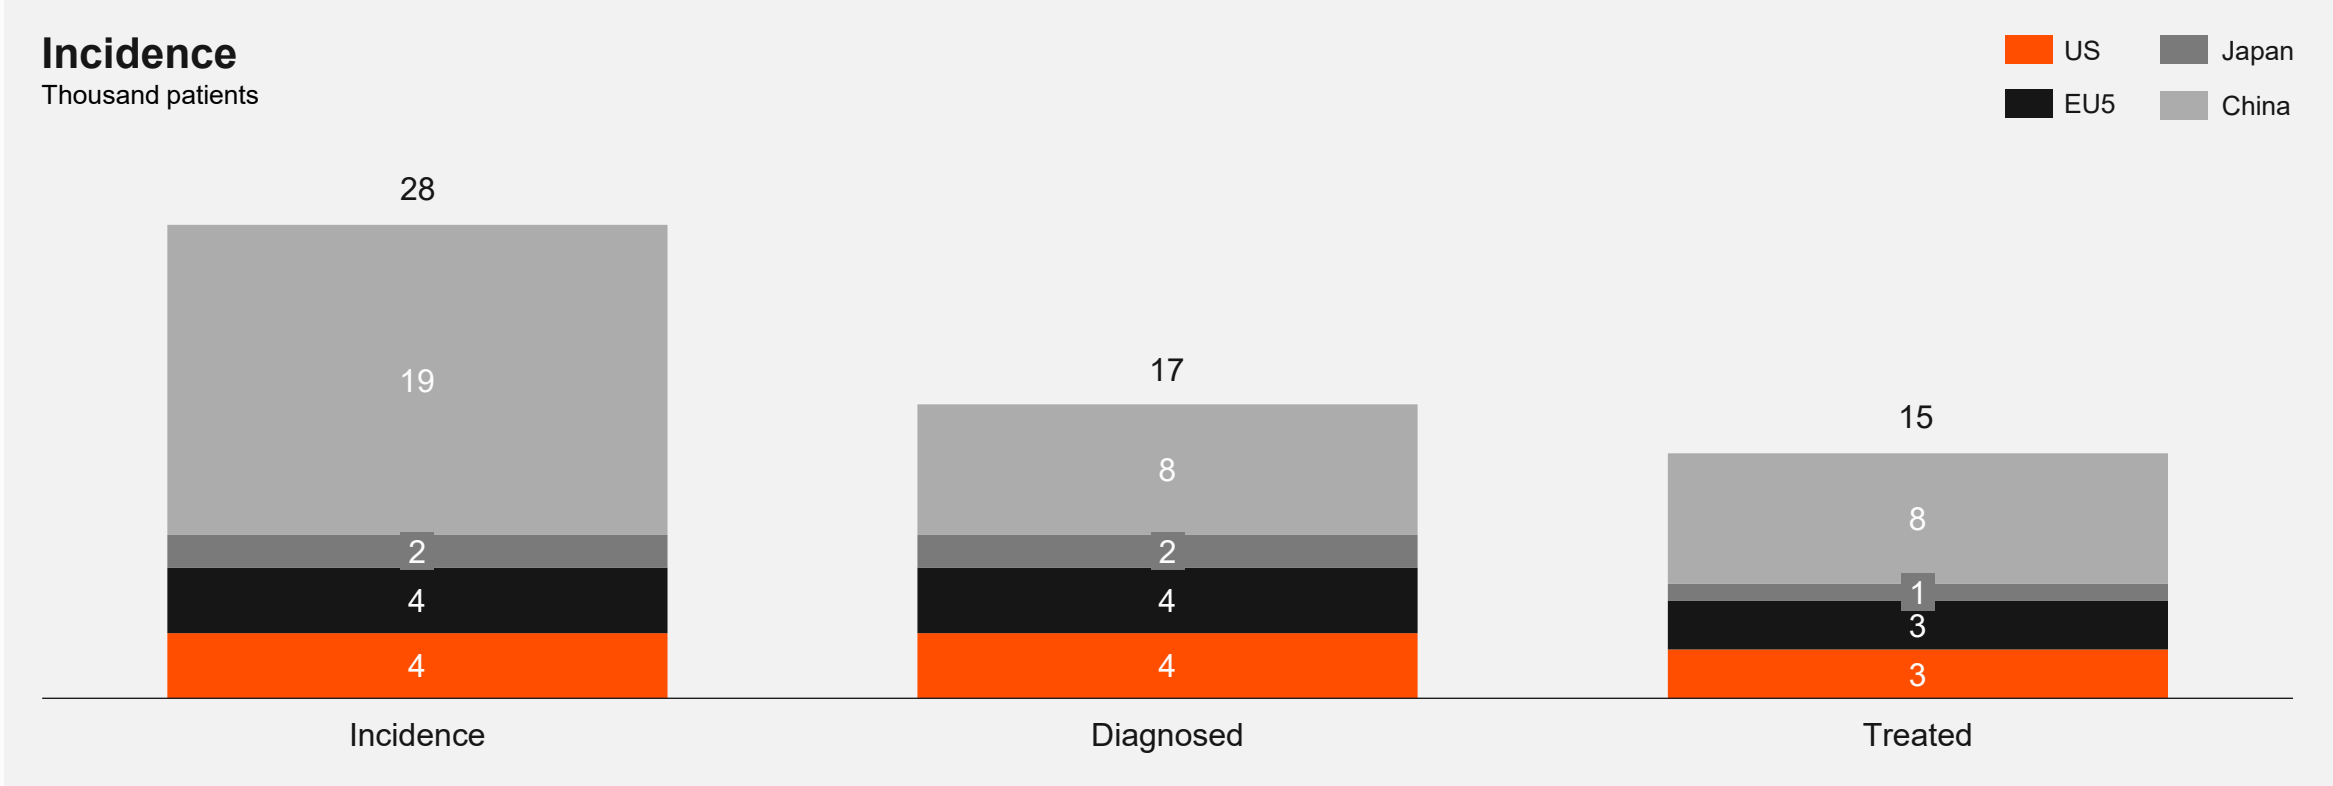 Incidence
Thousand patients
US
Japan
EU5
China
28
19
2
4
4
17
8
2
4
4
15
8
1
3
3
Incidence
Diagnosed
Treated